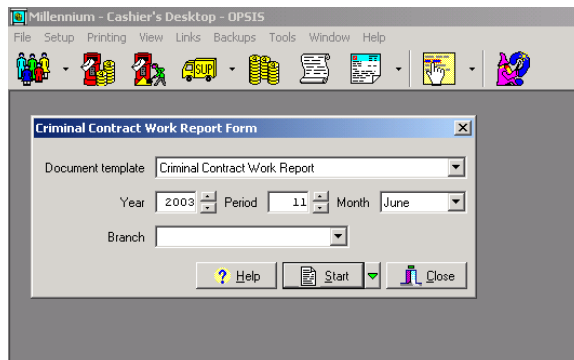 Millennium - Cashier's Desktop - OPSIS
File Setup Printing View Links Backups Tools Window Help
SUP
Criminal Contract Work Report Form
Document template Criminal Contract Work Report
Year 2003 Period 11 Month June
Branch
? Help Start Close